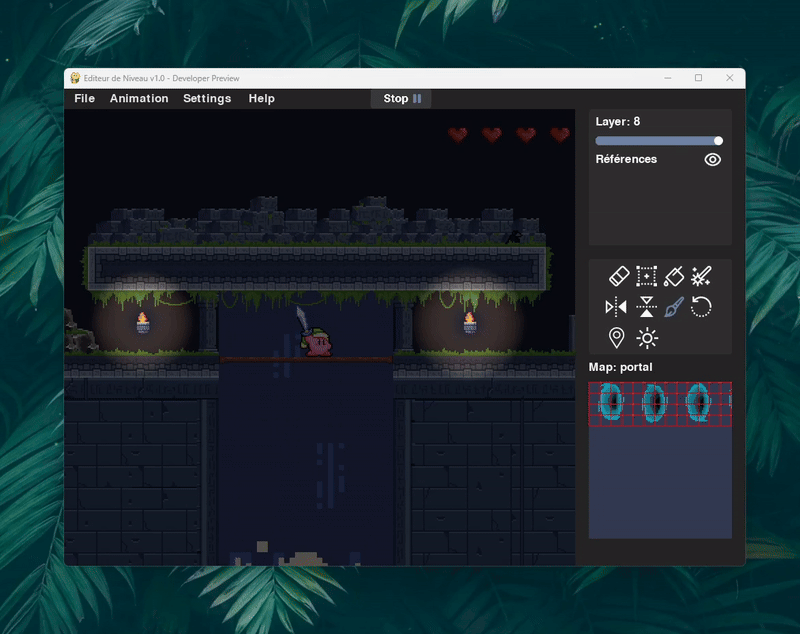 Editeur de Niveau v1.0 - Developer Preview
File Animation Settings Help Stop
Layer: 8
Références
Map: portal